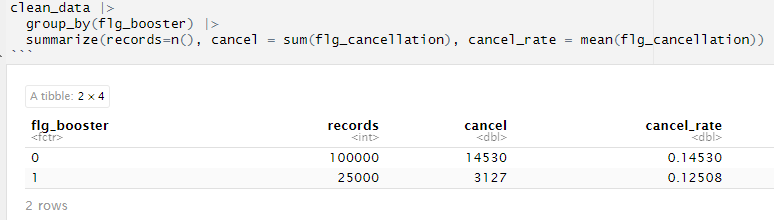 clean_data |>
group_by(flg_booster) |>
summarize(records=n(), cancel = sum(flg_cancellation), cancel_rate = mean(flg_cancellation))
```
A tibble: 2 × 4
flg_booster records cancel cancel_rate
<fctr> <int> <dbl> <dbl>
0 100000 14530 0.14530
1 25000 3127 0.12508
2 rows